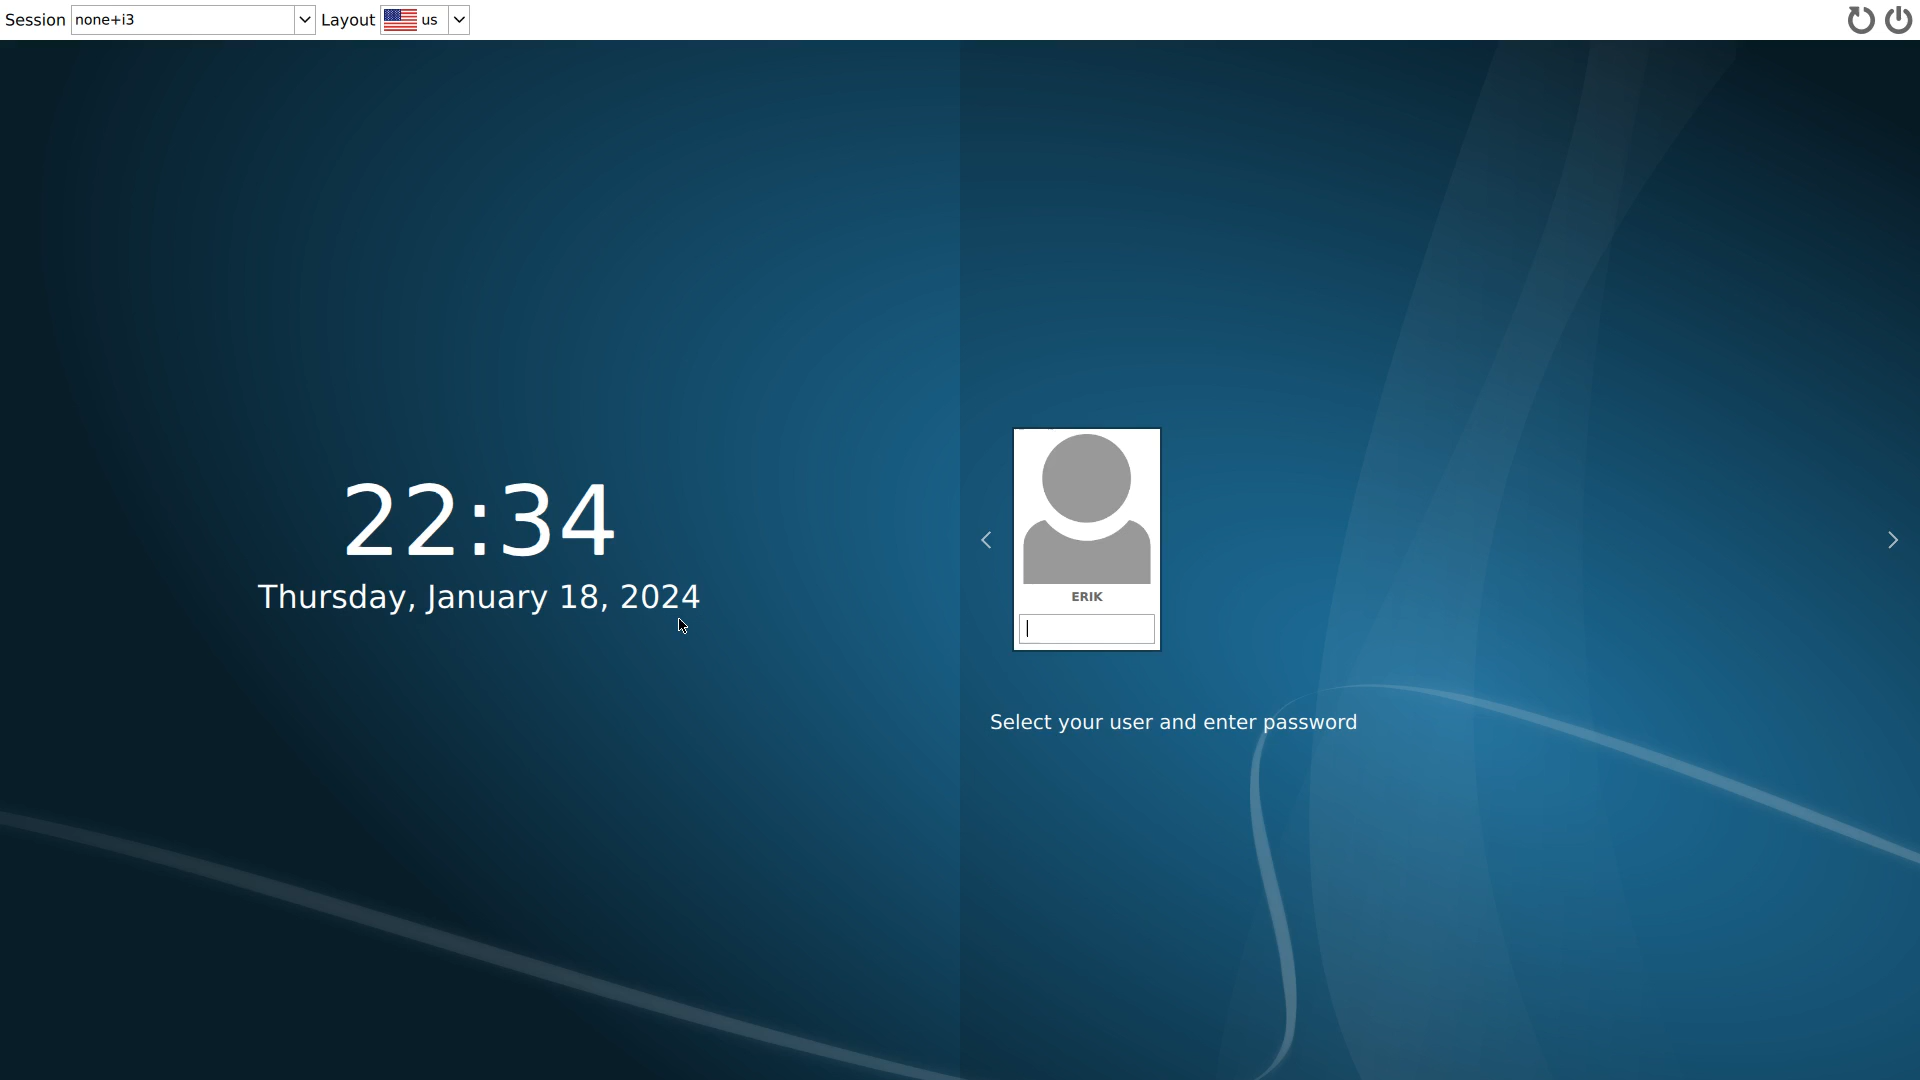 Session none+i3 Layout us
22:34
Thursday, January 18, 2024
ERIK
Select your user and enter password